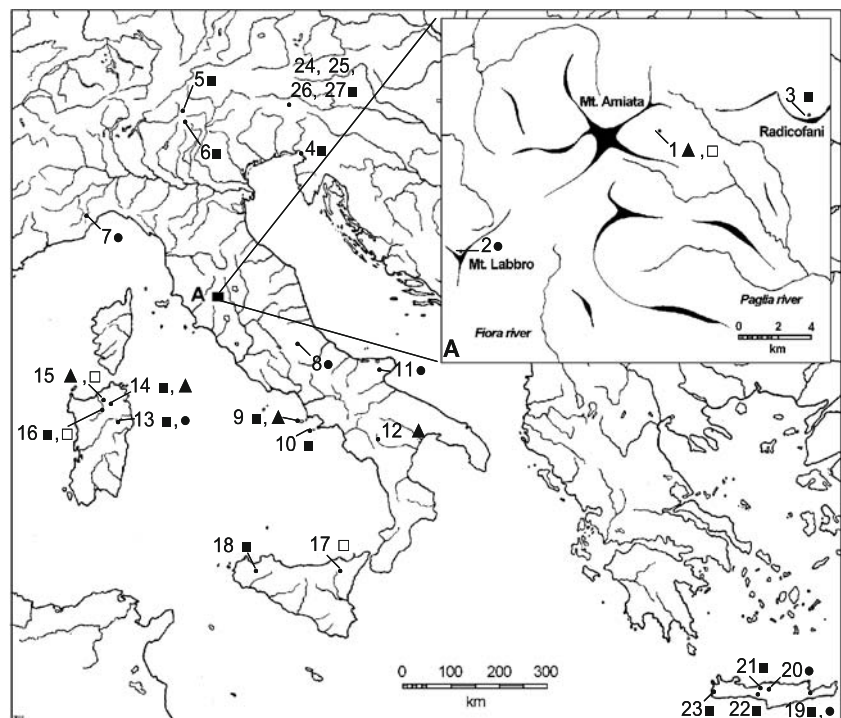 24, 25,
26, 27 ■
5 ■
6 ■
4 ■
7 ●
A
8 ●
11 ●
15 ▲, □
14 ■, ▲
13 ■, ●
16 ■, □
9 ■, ▲
10 ■
12 ▲
18 ■
17 □
21 ■
20 ●
23 ■
22 ■
19 ■, ●
0 100 200 300
km
Mt. Amiata
3 ■
Radicofani
1 ▲, □
2 ●
Mt. Labbro
Paglia river
Fiora river
0 2 4
km
A